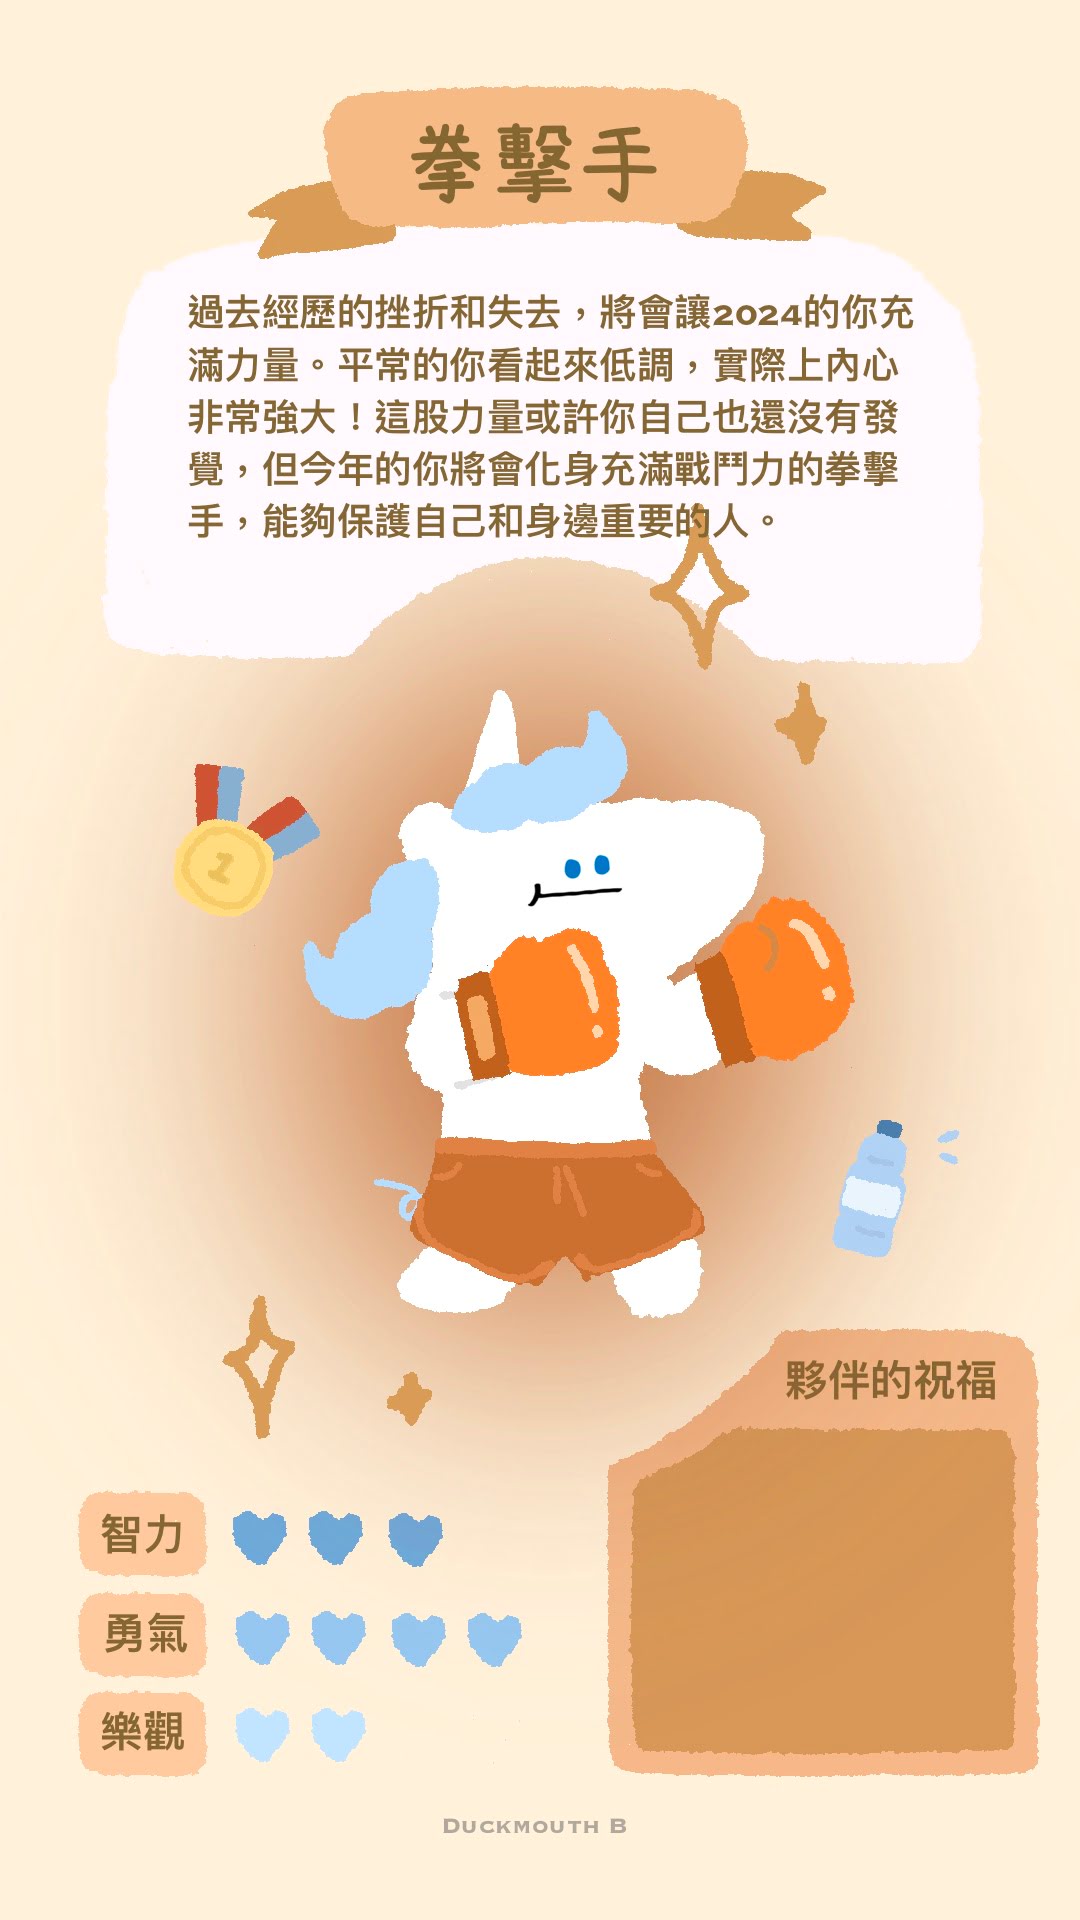 拳擊手
過去經歷的挫折和失去，將會讓2024的你充
滿力量。平常的你看起來低調，實際上內心
非常強大！這股力量或許你自己也還沒有發
覺，但今年的你將會化身充滿戰鬥力的拳擊
手，能夠保護自己和身邊重要的人。
1
夥伴的祝福
智力
勇氣
樂觀
DUCKMOUTH B